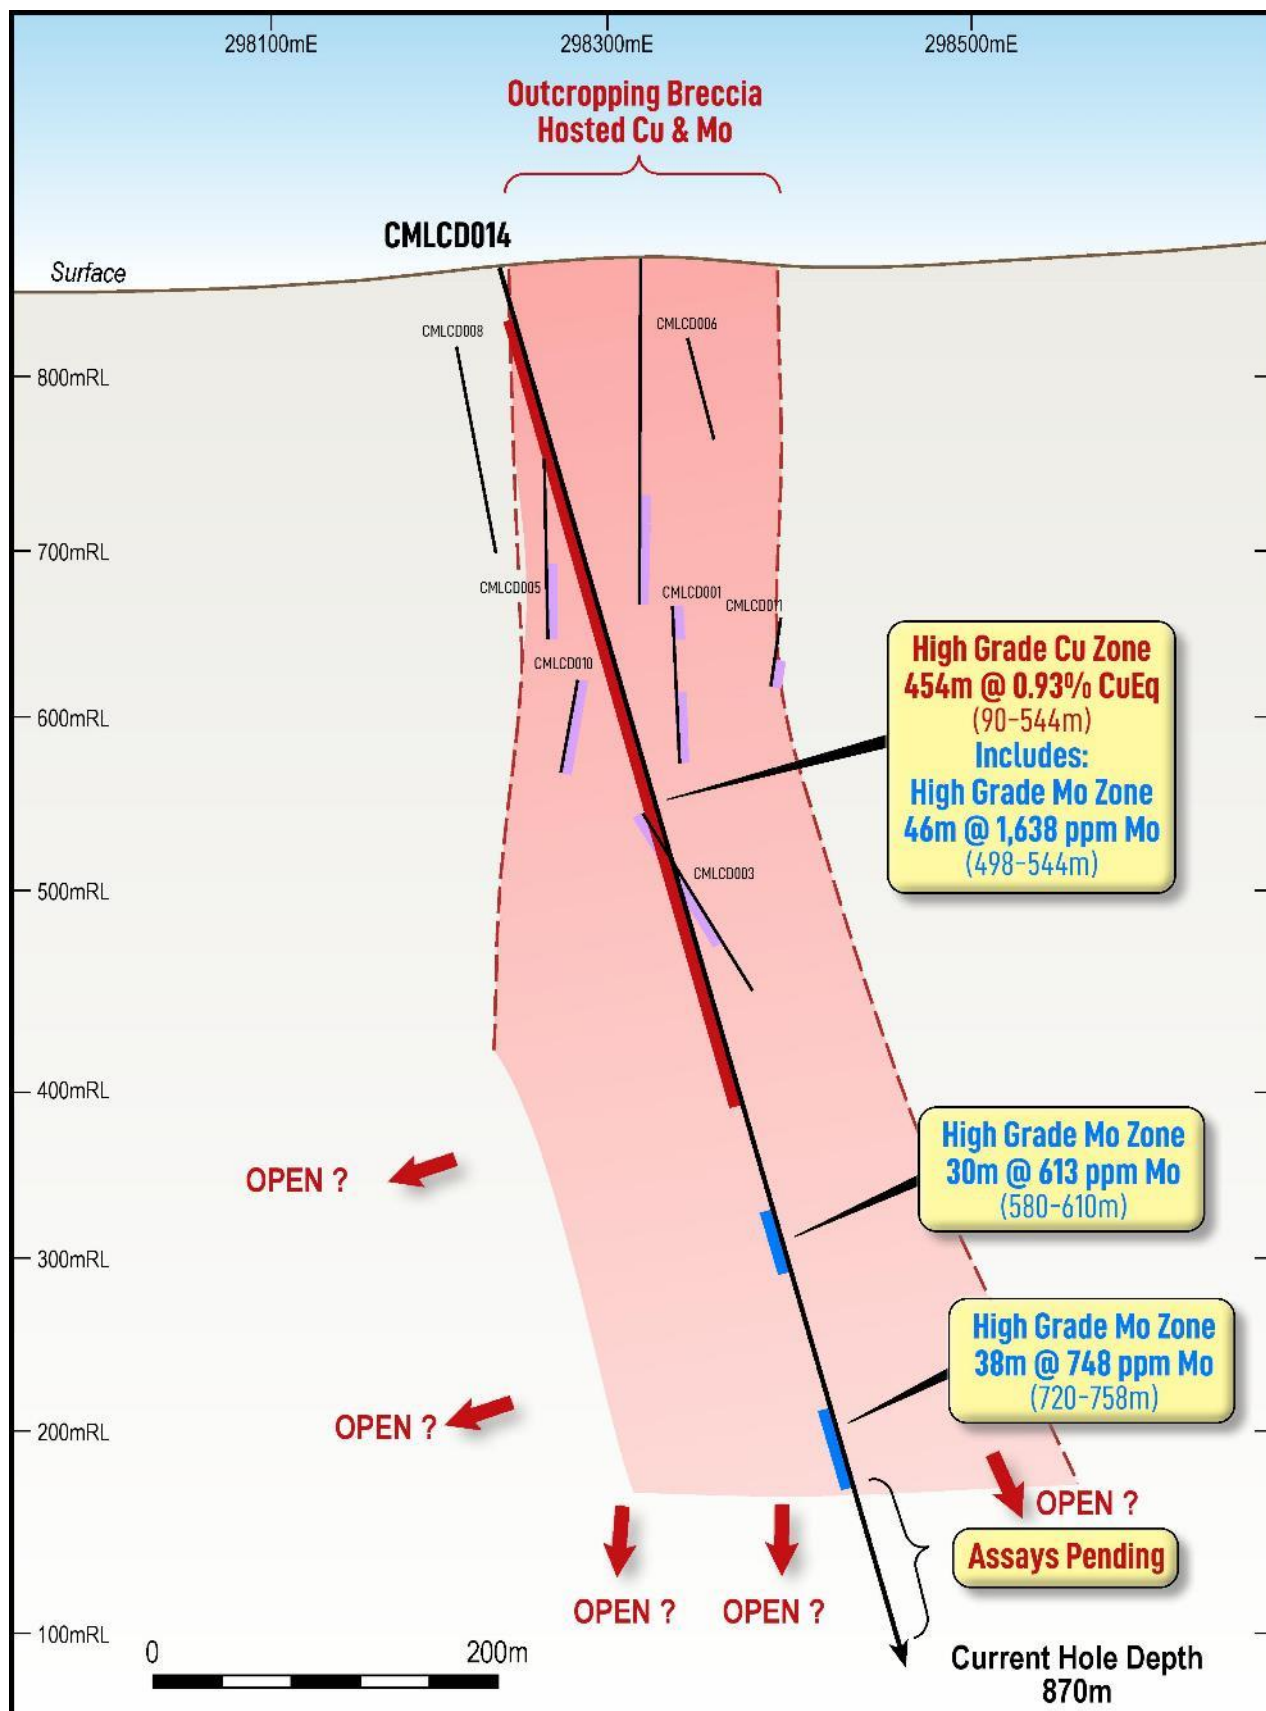 298100mE
298300mE
298500mE
Outcropping Breccia
Hosted Cu & Mo
CMLCD014
Surface
CMLCD008
CMLCD006
800mRL
700mRL
CMLCD005
CMLCD001
CMLCD011
CMLCD010
600mRL
High Grade Cu Zone
454m @ 0.93% CuEq
(90-544m)
Includes:
High Grade Mo Zone
46m @ 1,638 ppm Mo
(498-544m)
CMLCD003
500mRL
400mRL
High Grade Mo Zone
30m @ 613 ppm Mo
(580-610m)
OPEN ?
300mRL
High Grade Mo Zone
38m @ 748 ppm Mo
(720-758m)
OPEN ?
200mRL
OPEN ?
Assays Pending
OPEN ?
OPEN ?
100mRL
0
200m
Current Hole Depth
870m